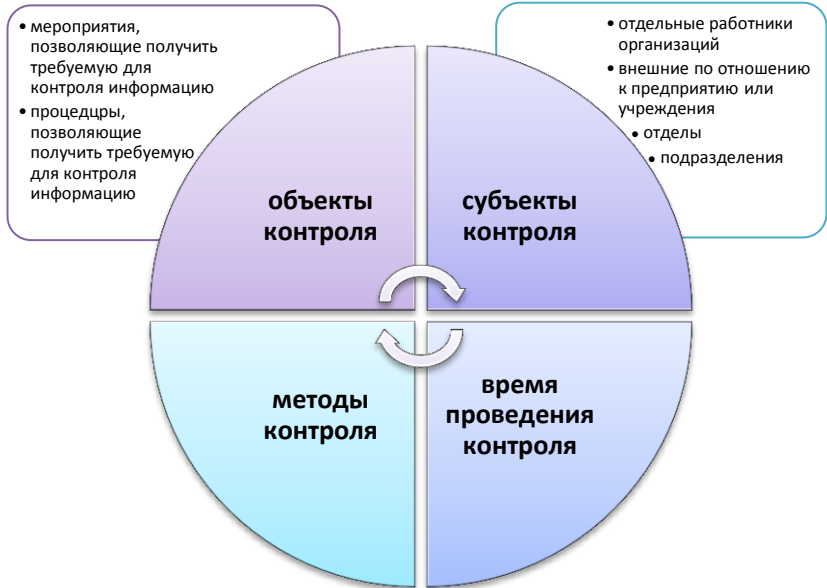 • мероприятия,
позволяющие получить
требуемую для
контроля информацию
• процедцры,
позволяющие
получить требуемую
для контроля
информацию
• отдельные работники
организаций
• внешние по отношению
к предприятию или
учреждения
• отделы
• подразделения
объекты
контроля
субъекты
контроля
методы
контроля
время
проведения
контроля